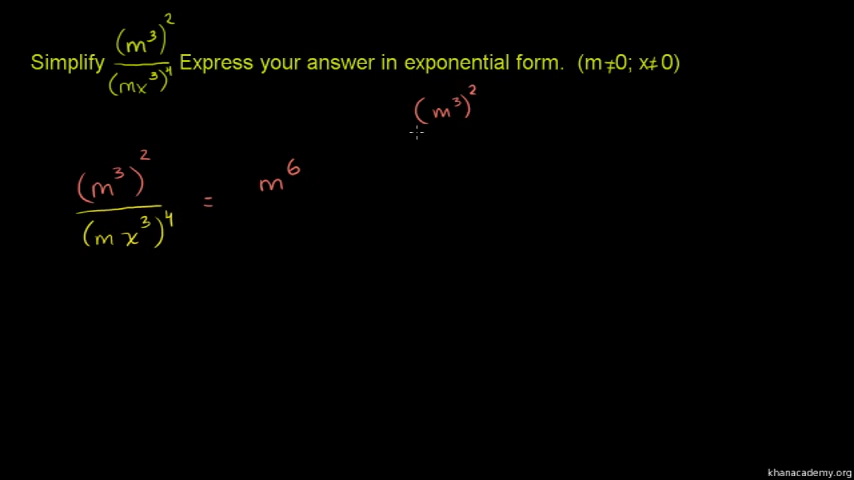 Simplify (m³)² / (mx³)⁴ Express your answer in exponential form. (m≠0; x≠0)
(m³)²
(m³)² / (m x³)⁴ = m⁶
khanacademy.org